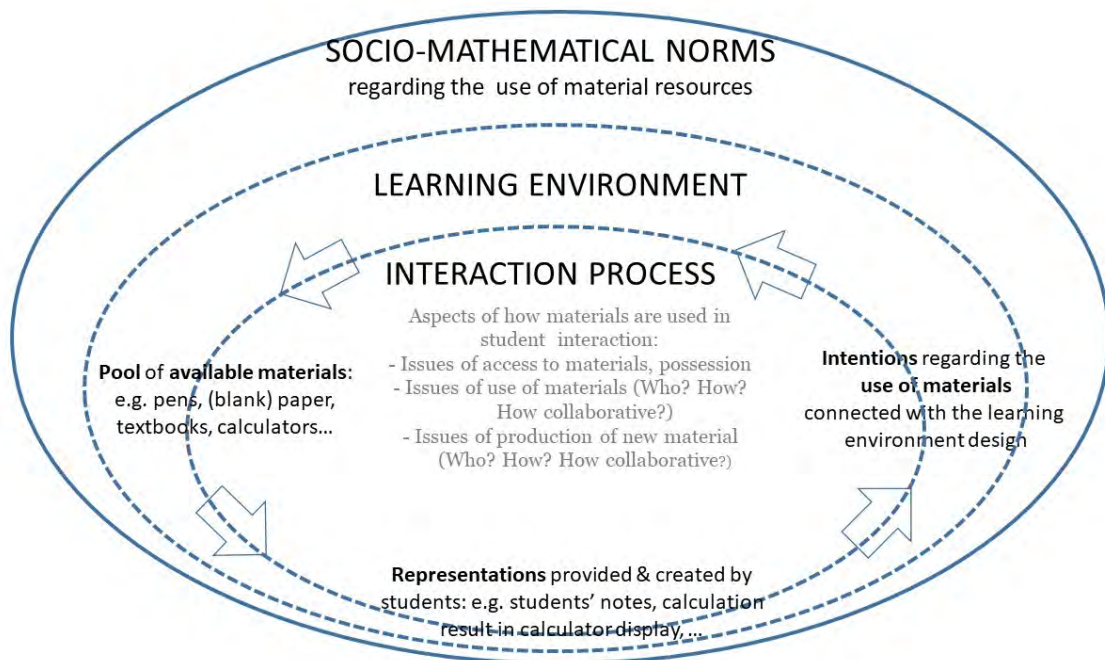 SOCIO-MATHEMATICAL NORMS
regarding the use of material resources
LEARNING ENVIRONMENT
INTERACTION PROCESS
Aspects of how materials are used in
student interaction:
- Issues of access to materials, possession
- Issues of use of materials (Who? How?
How collaborative?)
- Issues of production of new material
(Who? How? How collaborative?)
Pool of available materials:
e.g. pens, (blank) paper,
textbooks, calculators…
Intentions regarding the
use of materials
connected with the learning
environment design
Representations provided & created by
students: e.g. students’ notes, calculation
result in calculator display, …